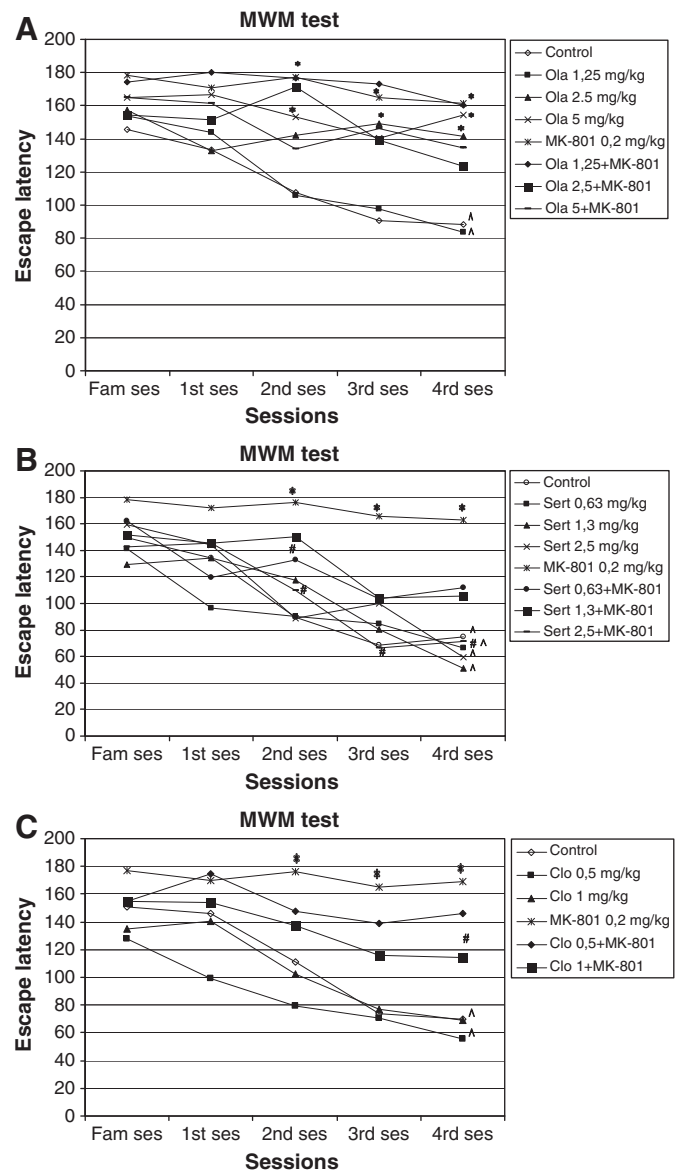 A
MWM test
Escape latency
200
180
160
140
120
100
80
60
40
20
0
* 
* * * 
* * *
^
^
Fam ses 1st ses 2nd ses 3rd ses 4rd ses
Sessions
Control
Ola 1,25 mg/kg
Ola 2.5 mg/kg
Ola 5 mg/kg
MK-801 0,2 mg/kg
Ola 1,25+MK-801
Ola 2,5+MK-801
Ola 5+MK-801
B
MWM test
Escape latency
200
180
160
140
120
100
80
60
40
20
0
* * *
#
#
#
^
# ^
^
^
Fam ses 1st ses 2nd ses 3rd ses 4rd ses
Sessions
Control
Sert 0,63 mg/kg
Sert 1,3 mg/kg
Sert 2,5 mg/kg
MK-801 0,2 mg/kg
Sert 0,63+MK-801
Sert 1,3+MK-801
Sert 2,5+MK-801
C
MWM test
Escape latency
200
180
160
140
120
100
80
60
40
20
0
* * *
#
^
^
Fam ses 1st ses 2nd ses 3rd ses 4rd ses
Sessions
Control
Clo 0,5 mg/kg
Clo 1 mg/kg
MK-801 0,2 mg/kg
Clo 0,5+MK-801
Clo 1+MK-801